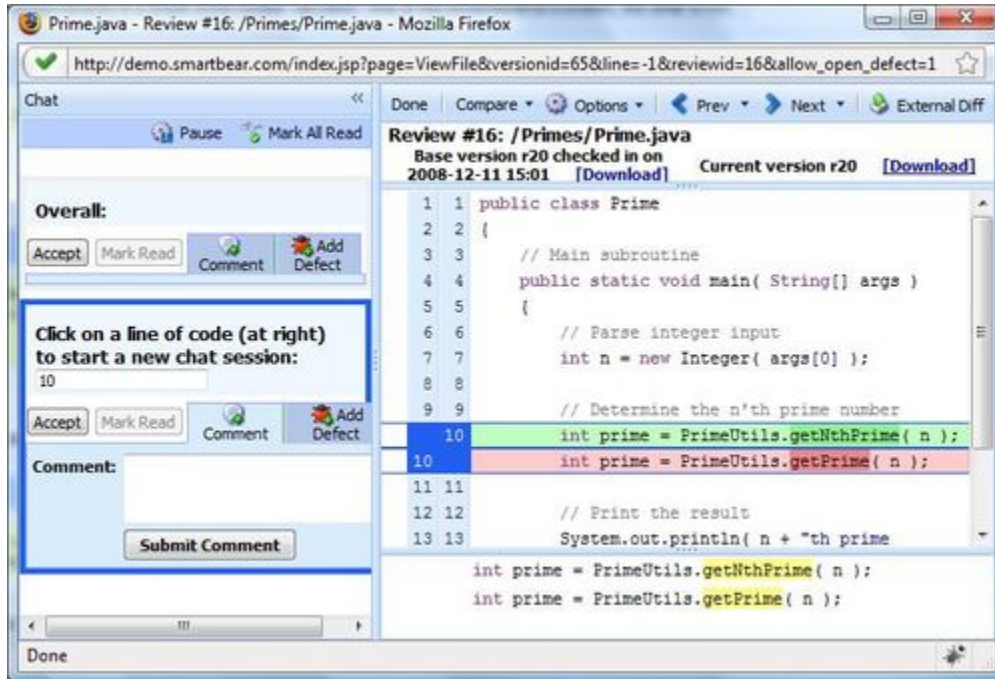 Prime.java - Review #16: /Primes/Prime.java - Mozilla Firefox
http://demo.smartbear.com/index.jsp?page=ViewFile&versionid=65&line=-1&reviewid=16&allow_open_defect=1
Chat «
Pause Mark All Read
Overall:
Accept Mark Read Comment Add Defect
Click on a line of code (at right)
to start a new chat session:
10
Accept Mark Read Comment Add Defect
Comment:
Submit Comment
Done Compare Options Prev Next External Diff
Review #16: /Primes/Prime.java
Base version r20 checked in on
2008-12-11 15:01 [Download]
Current version r20 [Download]
1 1 public class Prime
2 2 {
3 3 // Main subroutine
4 4 public static void main( String[] args )
5 5 {
6 6 // Parse integer input
7 7 int n = new Integer( args[0] );
8 8
9 9 // Determine the n'th prime number
10 int prime = PrimeUtils.getNthPrime( n );
10 int prime = PrimeUtils.getPrime( n );
11 11
12 12 // Print the result
13 13 System.out.println( n + "th prime
int prime = PrimeUtils.getNthPrime( n );
int prime = PrimeUtils.getPrime( n );
Done